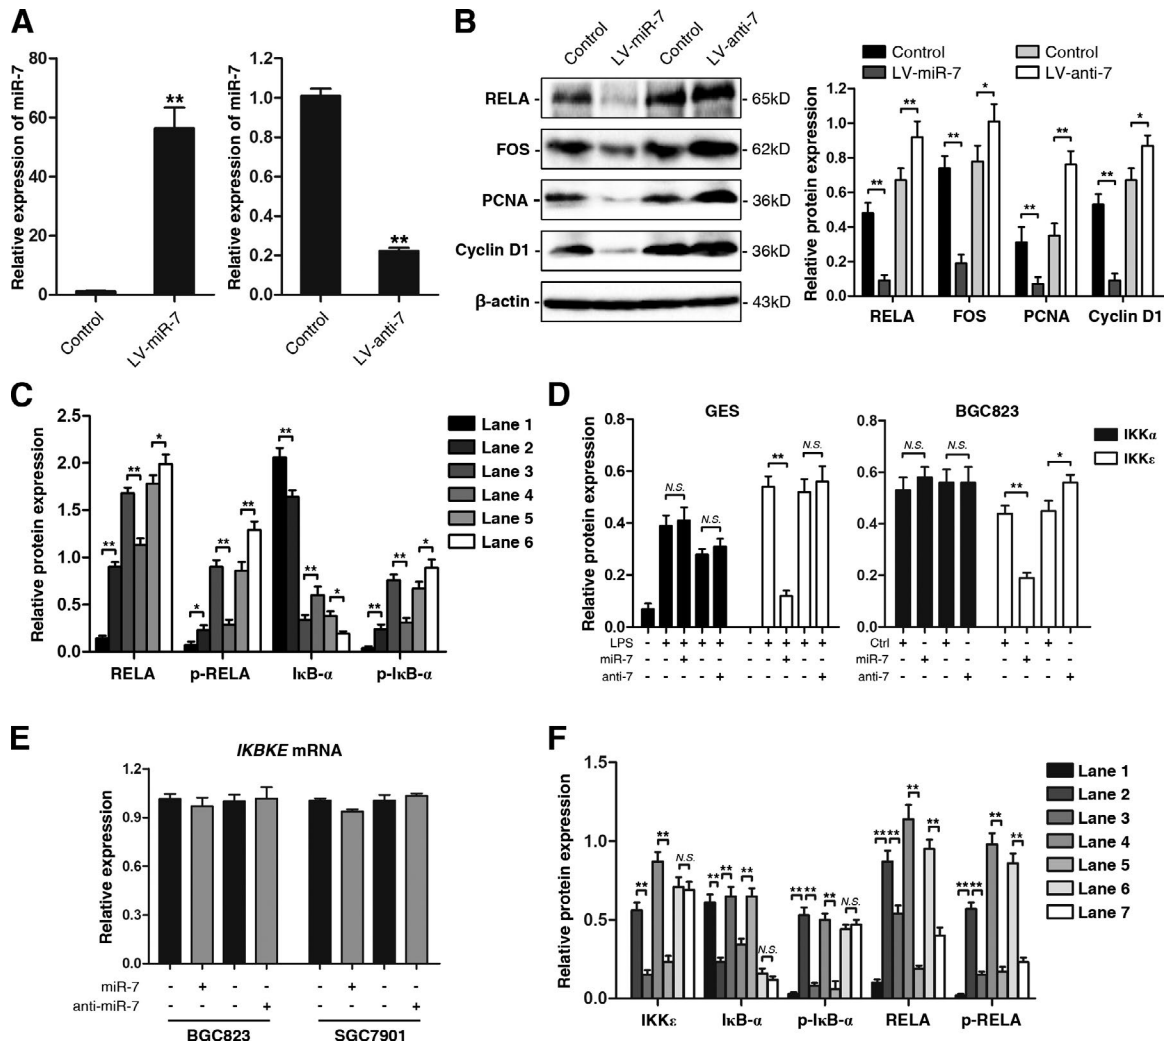 A
Relative expression of miR-7
80
60
40
20
0
**
Control
LV-miR-7
Relative expression of miR-7
1.2
1.0
0.8
0.6
0.4
0.2
0.0
**
Control
LV-anti-7
B
Control
LV-miR-7
Control
LV-anti-7
RELA - - 65kD
FOS - - 62kD
PCNA - - 36kD
Cyclin D1 - - 36kD
β-actin - - 43kD
Control Control
LV-miR-7 LV-anti-7
Relative protein expression
1.2
0.9
0.6
0.3
0.0
** ** ** * ** ** ** *
RELA FOS PCNA Cyclin D1
C
Relative protein expression
2.5
2.0
1.5
1.0
0.5
0.0
** ** * * ** ** ** ** * ** ** *
RELA p-RELA IκB-α p-IκB-α
Lane 1
Lane 2
Lane 3
Lane 4
Lane 5
Lane 6
D
GES
Relative protein expression
0.8
0.6
0.4
0.2
0.0
N.S. N.S. ** N.S.
LPS - + + + + - + + + +
miR-7 - - + - - - - + - -
anti-7 - - - - + - - - - +
BGC823
0.8
0.6
0.4
0.2
0.0
N.S. N.S. ** *
IKKα
IKKε
Ctrl + - + - + - + -
miR-7 - + - - - + - -
anti-7 - - - + - - - +
E
IKBKE mRNA
Relative expression
1.2
0.9
0.6
0.3
0.0
miR-7 - + - - - + - -
anti-miR-7 - - - + - - - +
BGC823 SGC7901
F
Relative protein expression
1.5
1.0
0.5
0.0
** ** N.S. ** ** ** N.S. ** ** ** N.S. ** ** ** ** ** ** ** **
IKKε IκB-α p-IκB-α RELA p-RELA
Lane 1
Lane 2
Lane 3
Lane 4
Lane 5
Lane 6
Lane 7